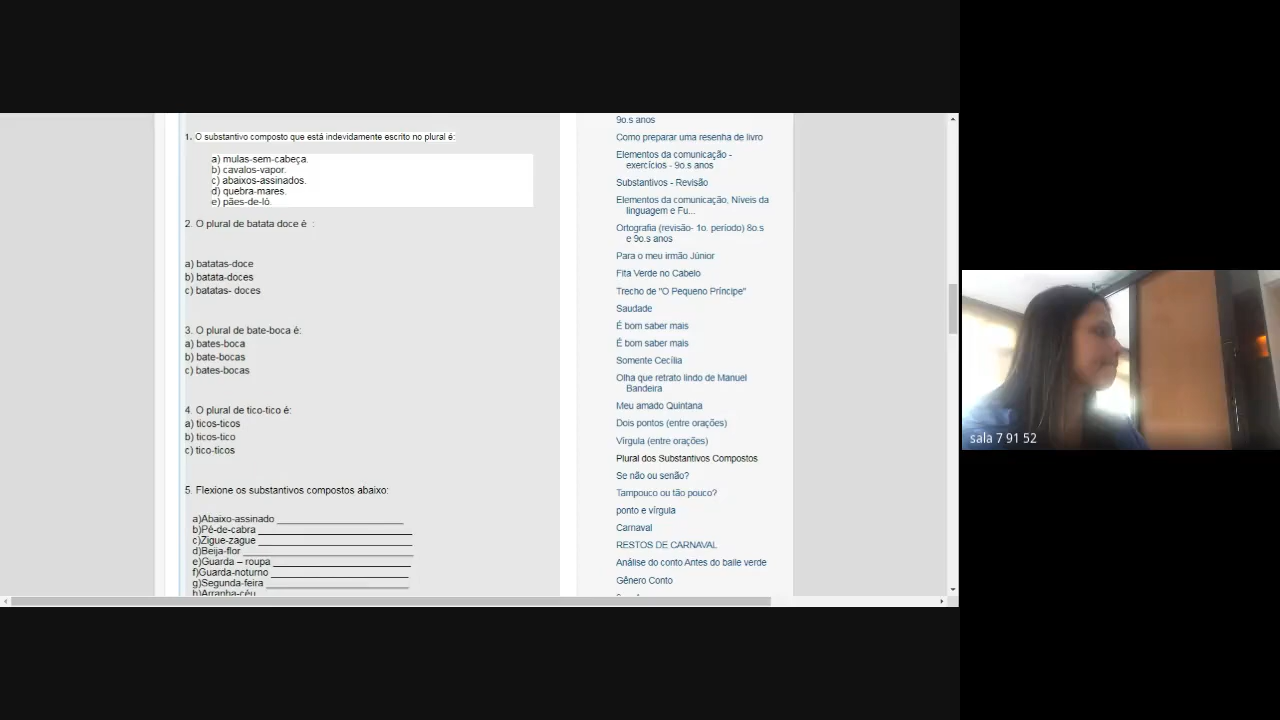 1. O substantivo composto que está indevidamente escrito no plural é:
a) mulas-sem-cabeça.
b) cavalos-vapor.
c) abaixos-assinados.
d) quebra-mares.
e) pães-de-ló.
2. O plural de batata doce é :
a) batatas-doce
b) batata-doces
c) batatas- doces
3. O plural de bate-boca é:
a) bates-boca
b) bate-bocas
c) bates-bocas
4. O plural de tico-tico é:
a) ticos-ticos
b) ticos-tico
c) tico-ticos
5. Flexione os substantivos compostos abaixo:
a)Abaixo-assinado ______________________
b)Pé-de-cabra ___________________________
c)Zigue-zague ___________________________
d)Beija-flor ______________________________
e)Guarda – roupa ________________________
f)Guarda-noturno ________________________
g)Segunda-feira _________________________
h)Arranha-céu
9o.s anos
Como preparar uma resenha de livro
Elementos da comunicação -
exercícios - 9o.s anos
Substantivos - Revisão
Elementos da comunicação, Níveis da
linguagem e Fu...
Ortografia (revisão- 1o. período) 8o.s
e 9o.s anos
Para o meu irmão Júnior
Fita Verde no Cabelo
Trecho de "O Pequeno Príncipe"
Saudade
É bom saber mais
É bom saber mais
Somente Cecília
Olha que retrato lindo de Manuel
Bandeira
Meu amado Quintana
Dois pontos (entre orações)
Vírgula (entre orações)
Plural dos Substantivos Compostos
Se não ou senão?
Tampouco ou tão pouco?
ponto e vírgula
Carnaval
RESTOS DE CARNAVAL
Análise do conto Antes do baile verde
Gênero Conto
sala 7 91 52